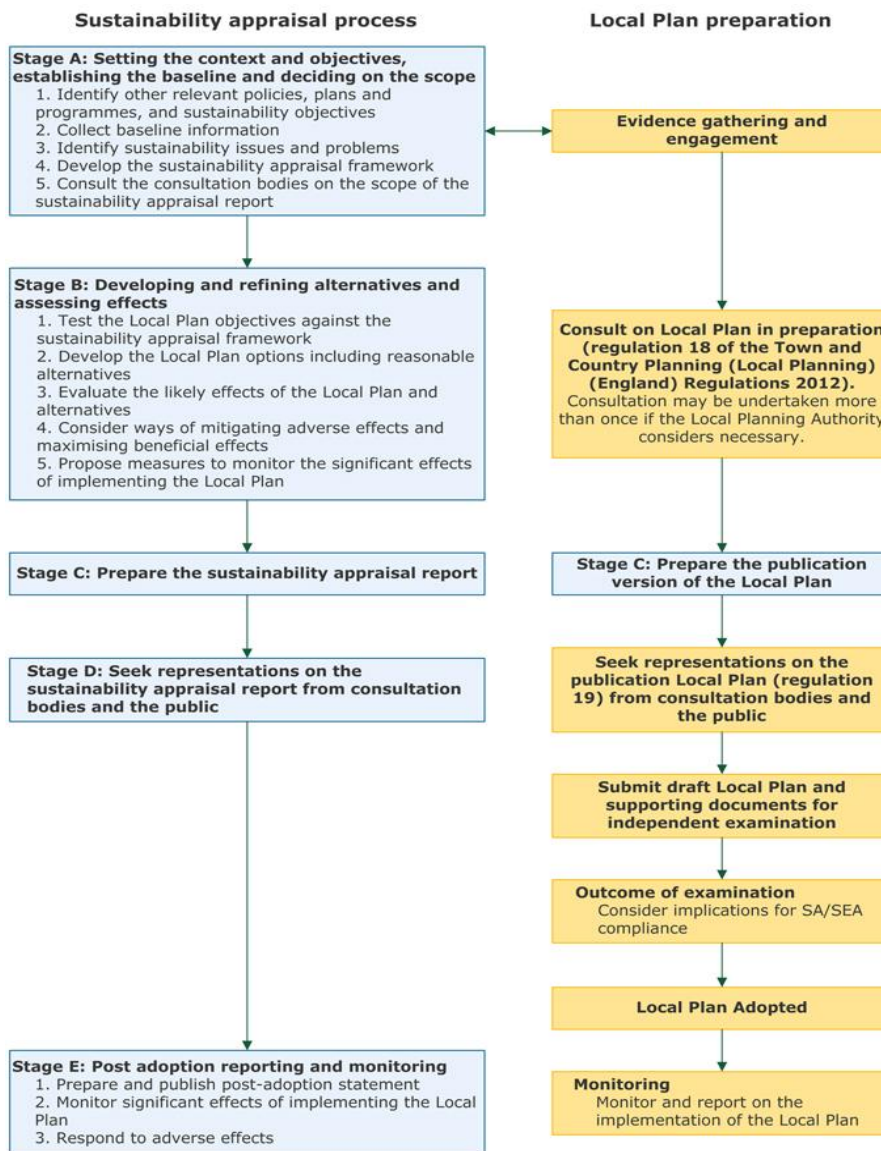 Sustainability appraisal process
Stage A: Setting the context and objectives,
establishing the baseline and deciding on the scope
1. Identify other relevant policies, plans and
programmes, and sustainability objectives
2. Collect baseline information
3. Identify sustainability issues and problems
4. Develop the sustainability appraisal framework
5. Consult the consultation bodies on the scope of the
sustainability appraisal report
Stage B: Developing and refining alternatives and
assessing effects
1. Test the Local Plan objectives against the
sustainability appraisal framework
2. Develop the Local Plan options including reasonable
alternatives
3. Evaluate the likely effects of the Local Plan and
alternatives
4. Consider ways of mitigating adverse effects and
maximising beneficial effects
5. Propose measures to monitor the significant effects
of implementing the Local Plan
Stage C: Prepare the sustainability appraisal report
Stage D: Seek representations on the
sustainability appraisal report from consultation
bodies and the public
Stage E: Post adoption reporting and monitoring
1. Prepare and publish post-adoption statement
2. Monitor significant effects of implementing the Local
Plan
3. Respond to adverse effects
Local Plan preparation
Evidence gathering and
engagement
Consult on Local Plan in preparation
(regulation 18 of the Town and
Country Planning (Local Planning)
(England) Regulations 2012).
Consultation may be undertaken more
than once if the Local Planning Authority
considers necessary.
Stage C: Prepare the publication
version of the Local Plan
Seek representations on the
publication Local Plan (regulation
19) from consultation bodies and
the public
Submit draft Local Plan and
supporting documents for
independent examination
Outcome of examination
Consider implications for SA/SEA
compliance
Local Plan Adopted
Monitoring
Monitor and report on the
implementation of the Local Plan